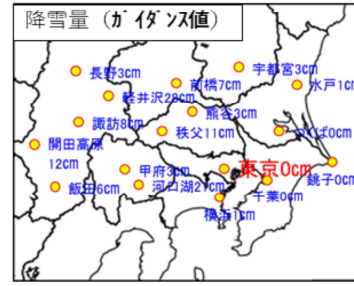 降雪量(ガイダンス値)
長野3cm
宇都宮3cm
前橋7cm
水戸1cm
軽井沢28cm
熊谷3cm
諏訪8cm
秩父11cm
つくば0cm
開田高原
12cm
甲府3cm
東京0cm
飯田6cm
河口湖21cm
千葉0cm
銚子0cm
横浜1cm